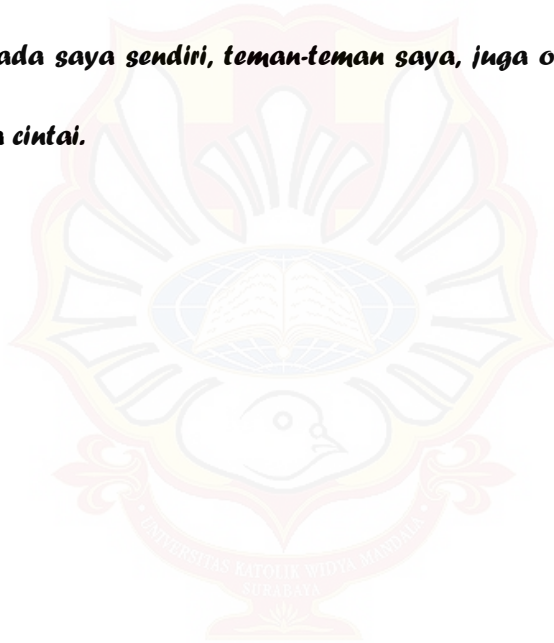 ada saya sendiri, teman-teman saya, juga o
cintai.
UNIVERSITAS KATOLIK WIDYA MANDALA
SURABAYA